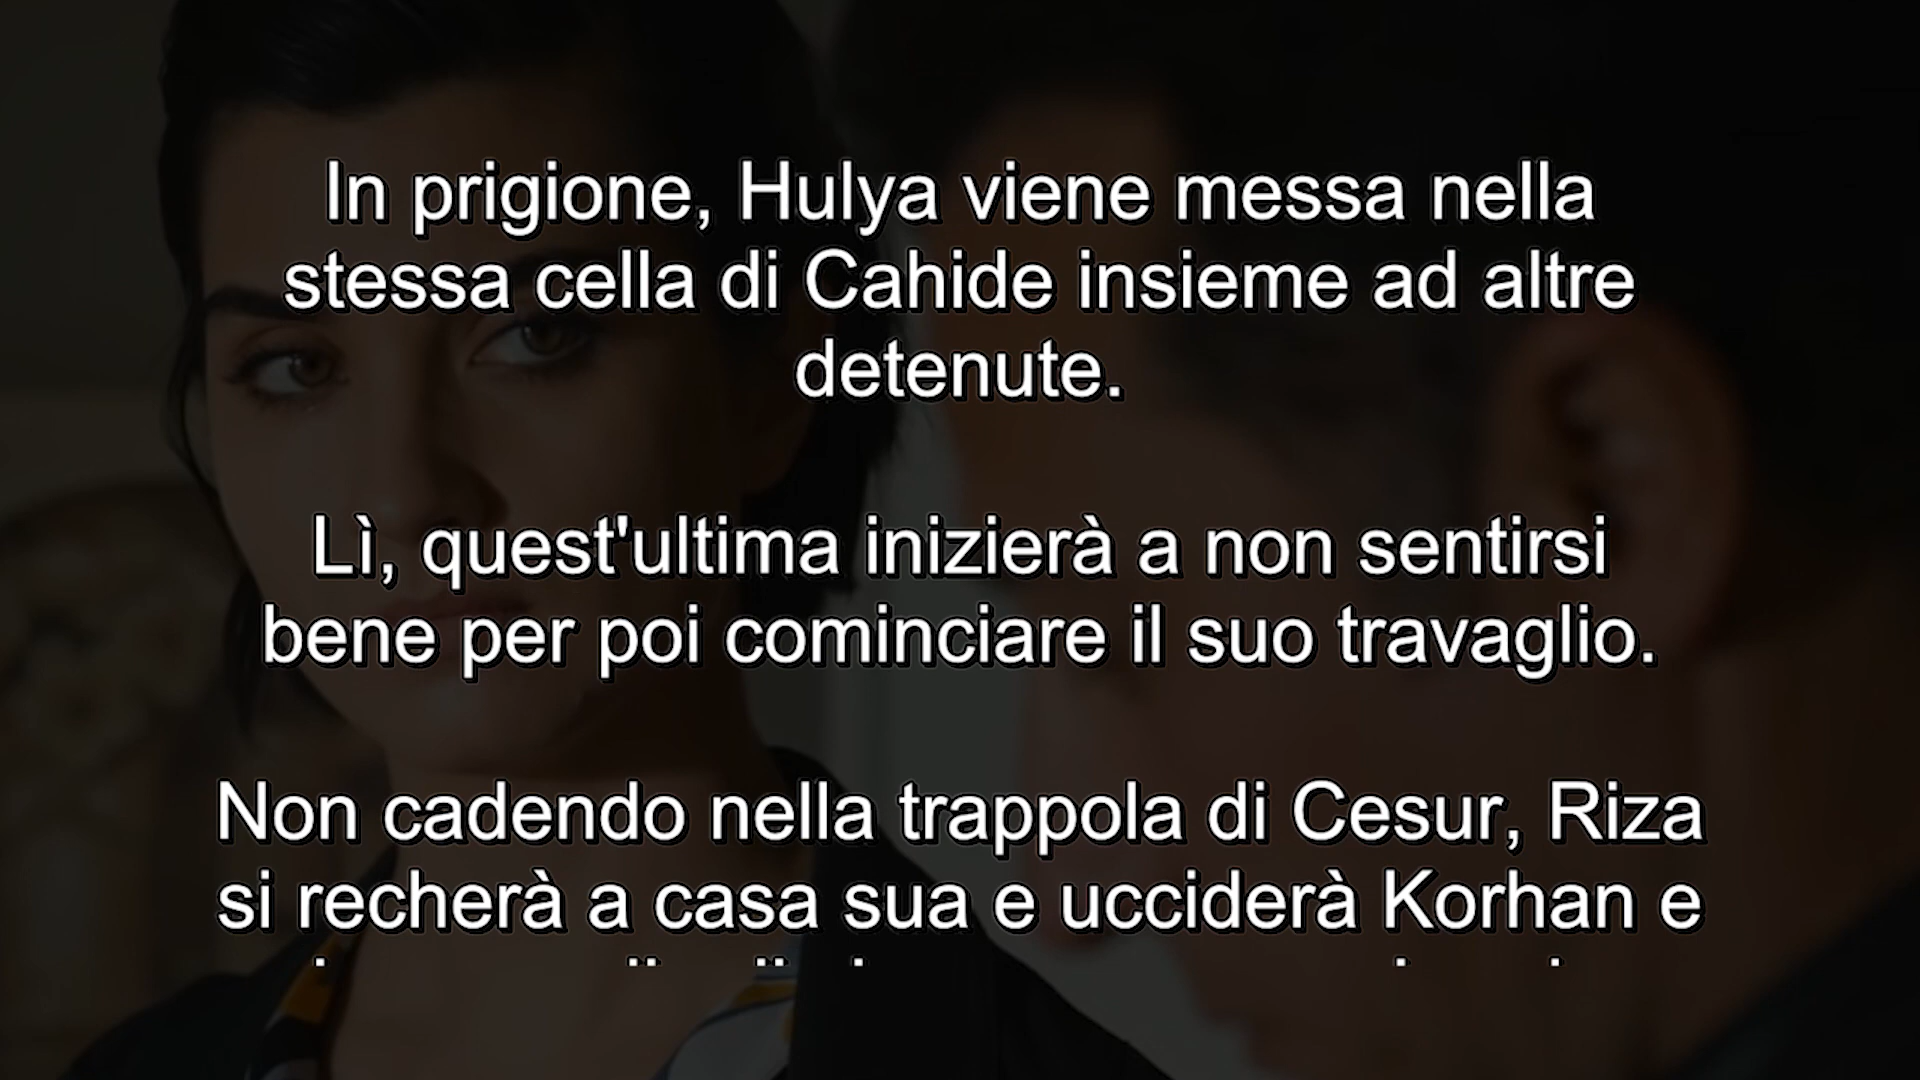 In prigione, Hulya viene messa nella
stessa cella di Cahide insieme ad altre
detenute.
Lì, quest'ultima inizierà a non sentirsi
bene per poi cominciare il suo travaglio.
Non cadendo nella trappola di Cesur, Riza
si recherà a casa sua e ucciderà Korhan e